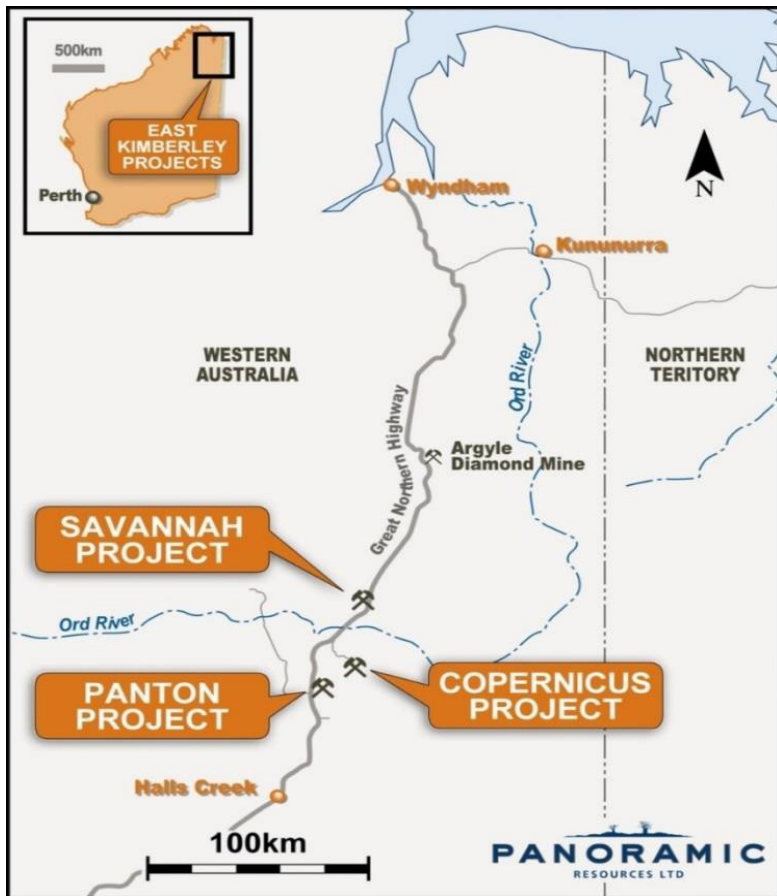 500km
EAST
KIMBERLEY
PROJECTS
Perth
Wyndham
N
Kununurra
WESTERN
AUSTRALIA
NORTHERN
TERITORY
Ord River
Great Northern Highway
Argyle
Diamond Mine
SAVANNAH
PROJECT
Ord River
PANTON
PROJECT
COPERNICUS
PROJECT
Halls Creek
100km
PANORAMIC
RESOURCES LTD